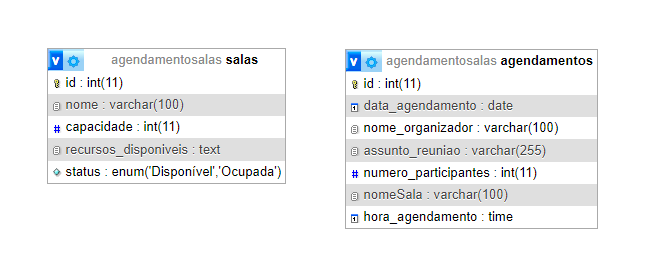 v agendamentosalas salas
id : int(11)
nome : varchar(100)
# capacidade : int(11)
recursos_disponiveis : text
status : enum('Disponível','Ocupada')
v agendamentosalas agendamentos
id : int(11)
data_agendamento : date
nome_organizador : varchar(100)
assunto_reuniao : varchar(255)
# numero_participantes : int(11)
nomeSala : varchar(100)
hora_agendamento : time